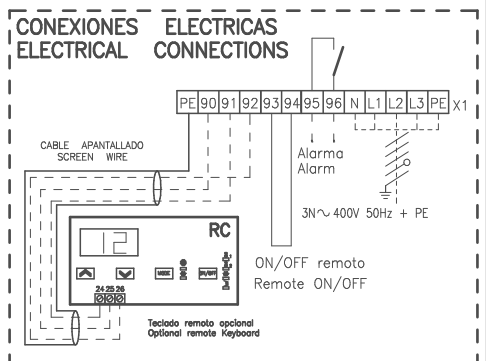 CONEXIONES ELECTRICAS
ELECTRICAL CONNECTIONS
PE 90 91 92 93 94 95 96 N L1 L2 L3 PE X1
CABLE APANTALLADO
SCREEN WIRE
Alarma
Alarm
3N~ 400V 50Hz + PE
RC
12
MODE
ON/OFF
24 25 26
ON/OFF remoto
Remote ON/OFF
Teclado remoto opcional
Optional remote Keyboard